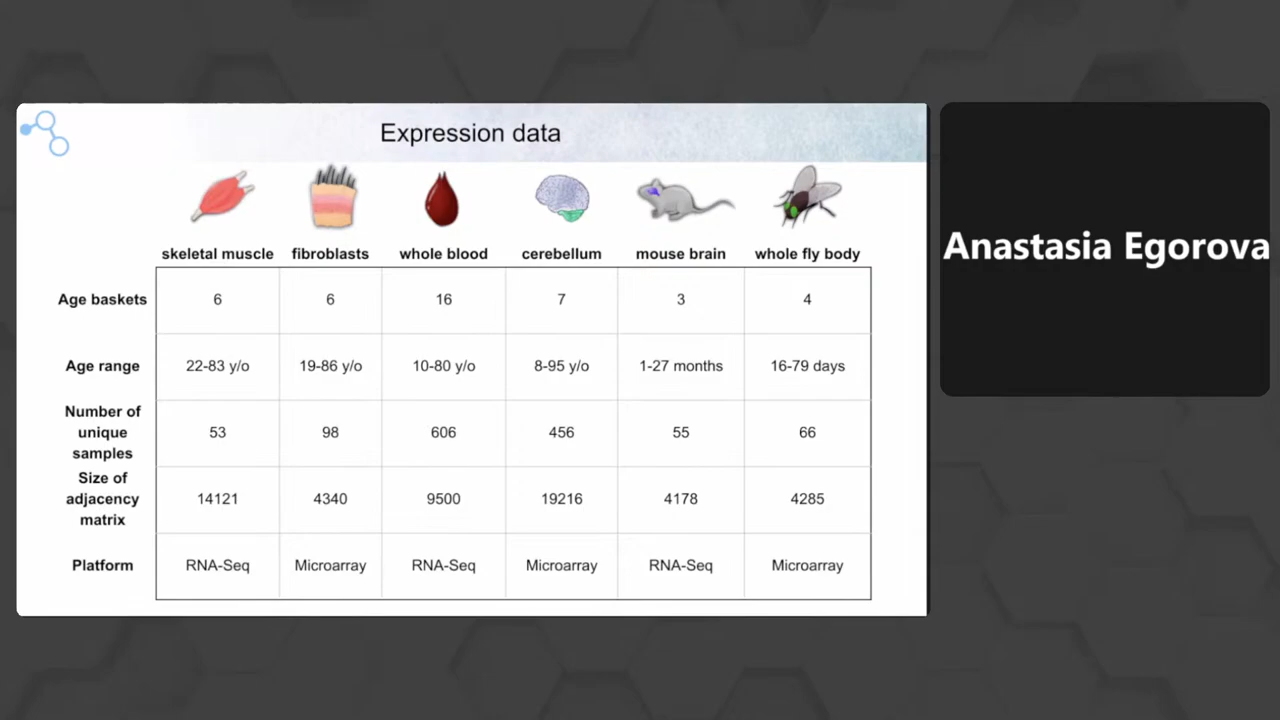 Expression data
Anastasia Egorova
skeletal muscle fibroblasts whole blood cerebellum mouse brain whole fly body
Age baskets 6 6 16 7 3 4
Age range 22-83 y/o 19-86 y/o 10-80 y/o 8-95 y/o 1-27 months 16-79 days
Number of
unique 53 98 606 456 55 66
samples
Size of
adjacency 14121 4340 9500 19216 4178 4285
matrix
Platform RNA-Seq Microarray RNA-Seq Microarray RNA-Seq Microarray